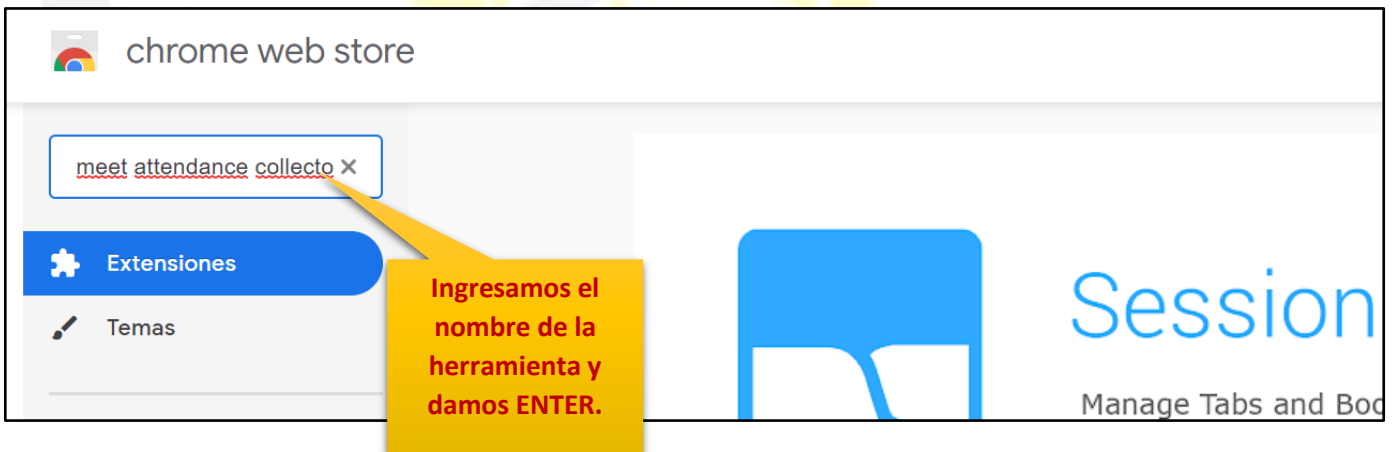 chrome web store
meet attendance collecto
Extensiones
Temas
Ingresamos el
nombre de la
herramienta y
damos ENTER.
Session
Manage Tabs and Boo